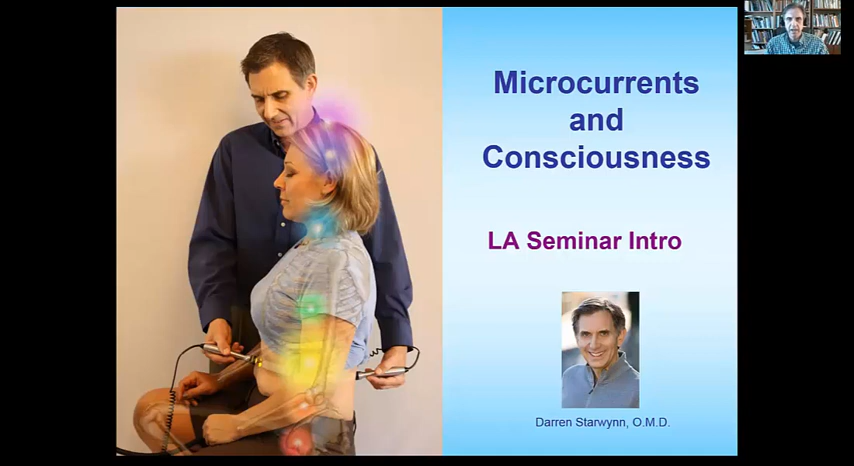 Microcurrents
and
Consciousness
LA Seminar Intro
Darren Starwynn, O.M.D.